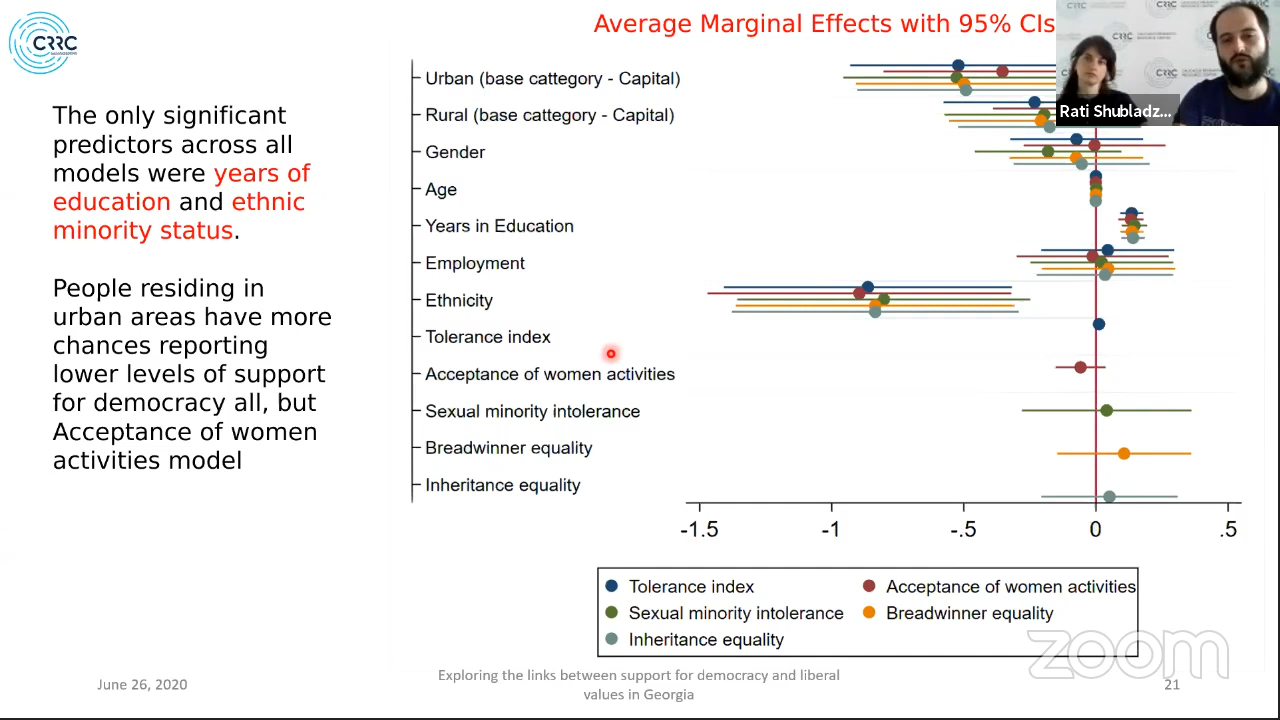 CRRC
Average Marginal Effects with 95% CIs
The only significant
predictors across all
models were years of
education and ethnic
minority status.
People residing in
urban areas have more
chances reporting
lower levels of support
for democracy all, but
Acceptance of women
activities model
Urban (base cattegory - Capital)
Rural (base cattegory - Capital)
Gender
Age
Years in Education
Employment
Ethnicity
Tolerance index
Acceptance of women activities
Sexual minority intolerance
Breadwinner equality
Inheritance equality
-1.5 -1 -.5 0 .5
Tolerance index Acceptance of women activities
Sexual minority intolerance Breadwinner equality
Inheritance equality
Rati Shubladz...
CRRC
CRRC
zoom
June 26, 2020
Exploring the links between support for democracy and liberal
values in Georgia
21